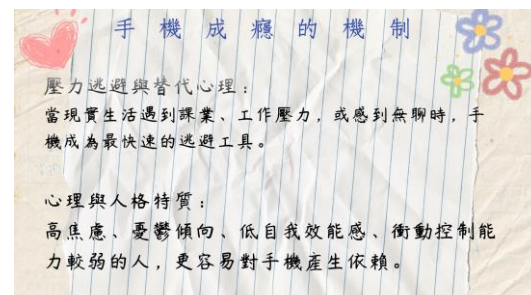 手機成癮的機制
壓力逃避與替代心理：
當現實生活遇到課業、工作壓力，或感到無聊時，手
機成為最快速的逃避工具。
心理與人格特質：
高焦慮、憂鬱傾向、低自我效能感、衝動控制能
力較弱的人，更容易對手機產生依賴。